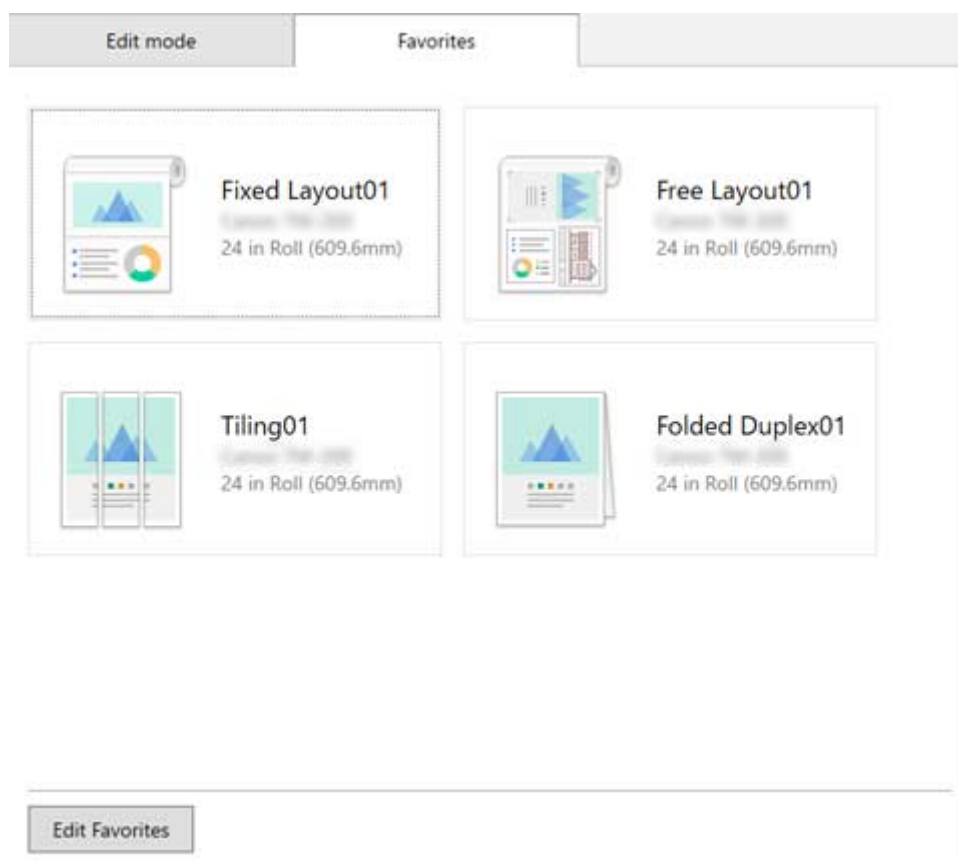 Edit mode
Favorites
Fixed Layout01
24 in Roll (609.6mm)
Free Layout01
24 in Roll (609.6mm)
Tiling01
24 in Roll (609.6mm)
Folded Duplex01
24 in Roll (609.6mm)
Edit Favorites